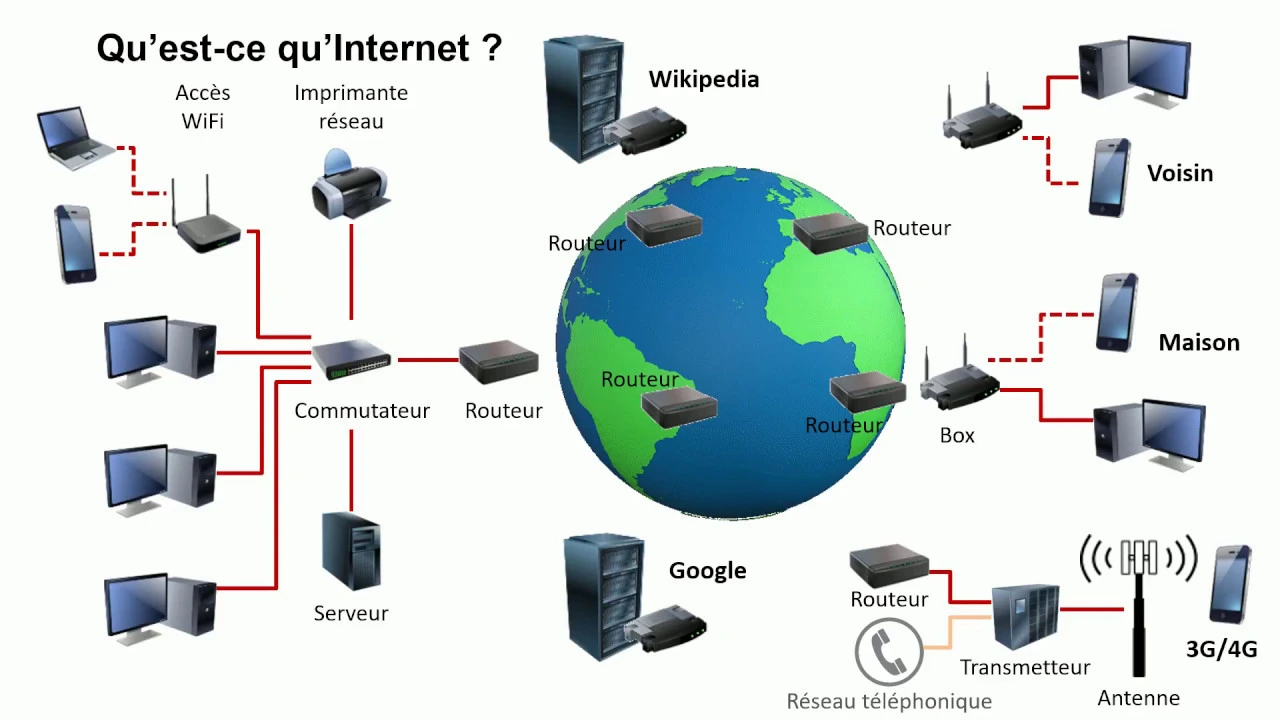 Qu’est-ce qu’Internet ?
Accès
WiFi
Imprimante
réseau
Wikipedia
Voisin
Routeur
Routeur
Maison
Routeur
Routeur
Commutateur
Routeur
Box
Google
Serveur
Routeur
3G/4G
Transmetteur
Antenne
Réseau téléphonique